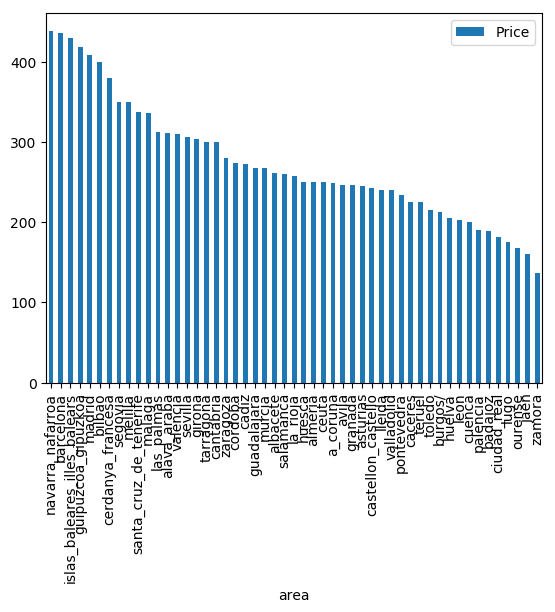 Price
400
300
200
100
0
navarra_nafarroa
barcelona
islas_baleares_illes_balears
guipuzcoa_gipuzkoa
madrid
bilbao
cerdanya_francesa
segovia
melilla
santa_cruz_de_tenerife
malaga
las_palmas
alava_araba
valencia
sevilla
girona
tarragona
cantabria
zaragoza
cordoba
cadiz
guadalajara
murcia
albacete
salamanca
la_rioja
huesca
almeria
ceuta
a_coruna
avila
granada
asturias
castellon_castello
lleida
valladolid
pontevedra
caceres
teruel
toledo
burgos/
huelva
leon
cuenca
palencia
badajoz
ciudad_real
lugo
ourense
jaen
zamora
area